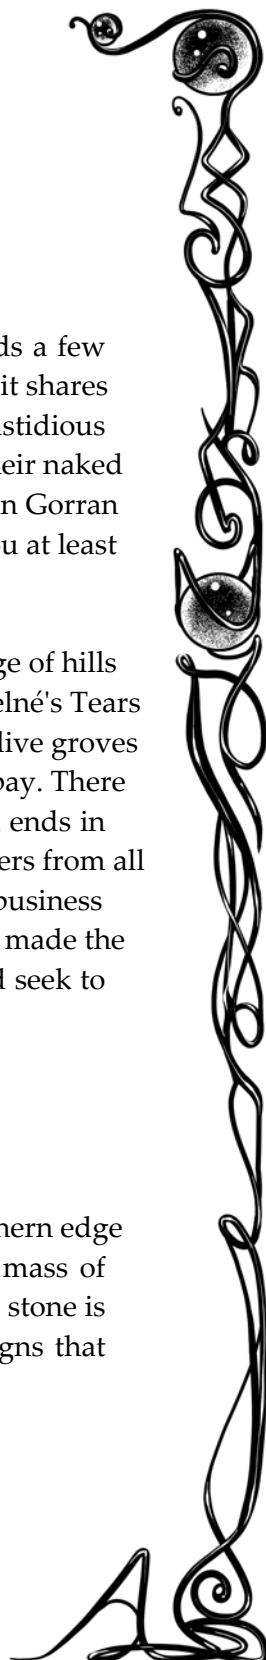 ds a few
it shares
stidious
eir naked
n Gorran
u at least
ge of hills
elné's Tears
live groves
bay. There
ends in
ers from all
business
made the
d seek to
hern edge
mass of
stone is
gns that